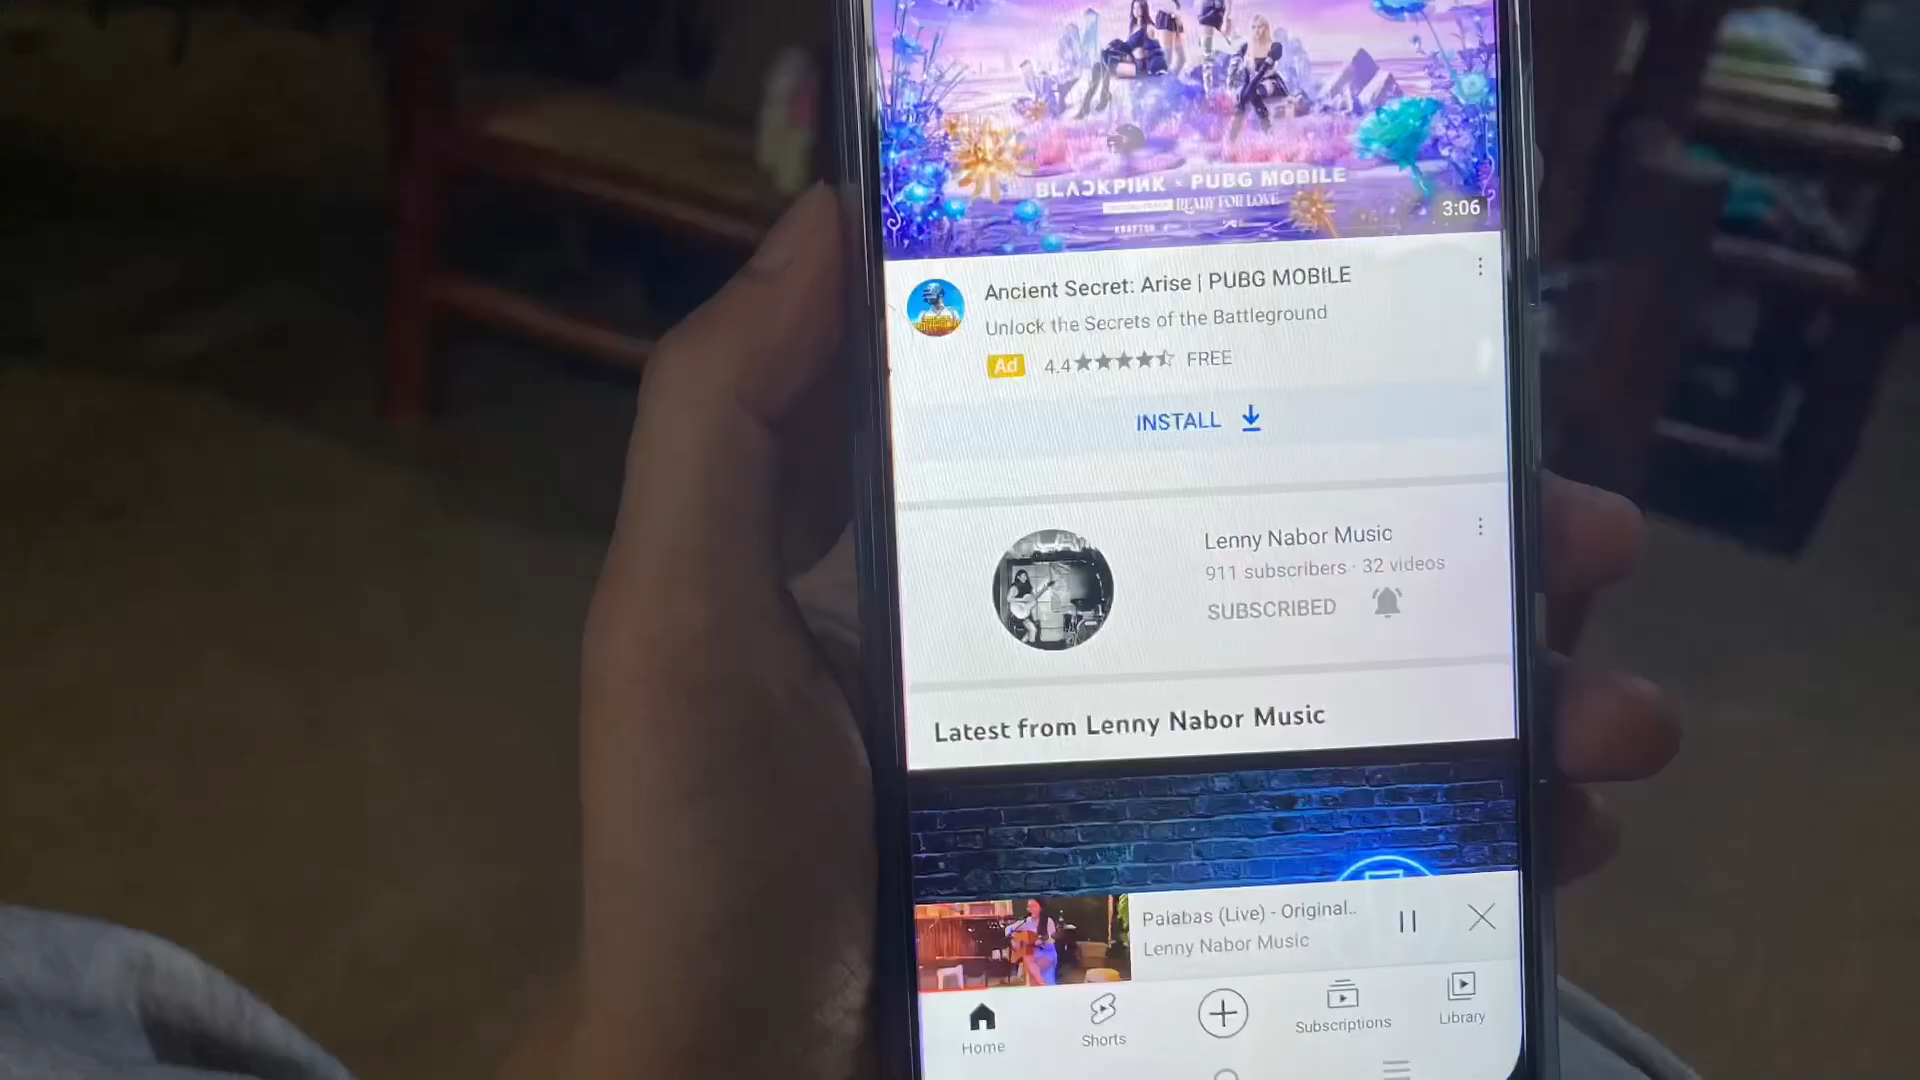 BLACKPINK × PUBG MOBILE
READY FOR LOVE
KRAFTON
3:06
Ancient Secret: Arise | PUBG MOBILE
Unlock the Secrets of the Battleground
Ad 4.4 FREE
INSTALL
Lenny Nabor Music
911 subscribers · 32 videos
SUBSCRIBED
Latest from Lenny Nabor Music
Palabas (Live) - Original..
Lenny Nabor Music
Home
Shorts
Subscriptions
Library